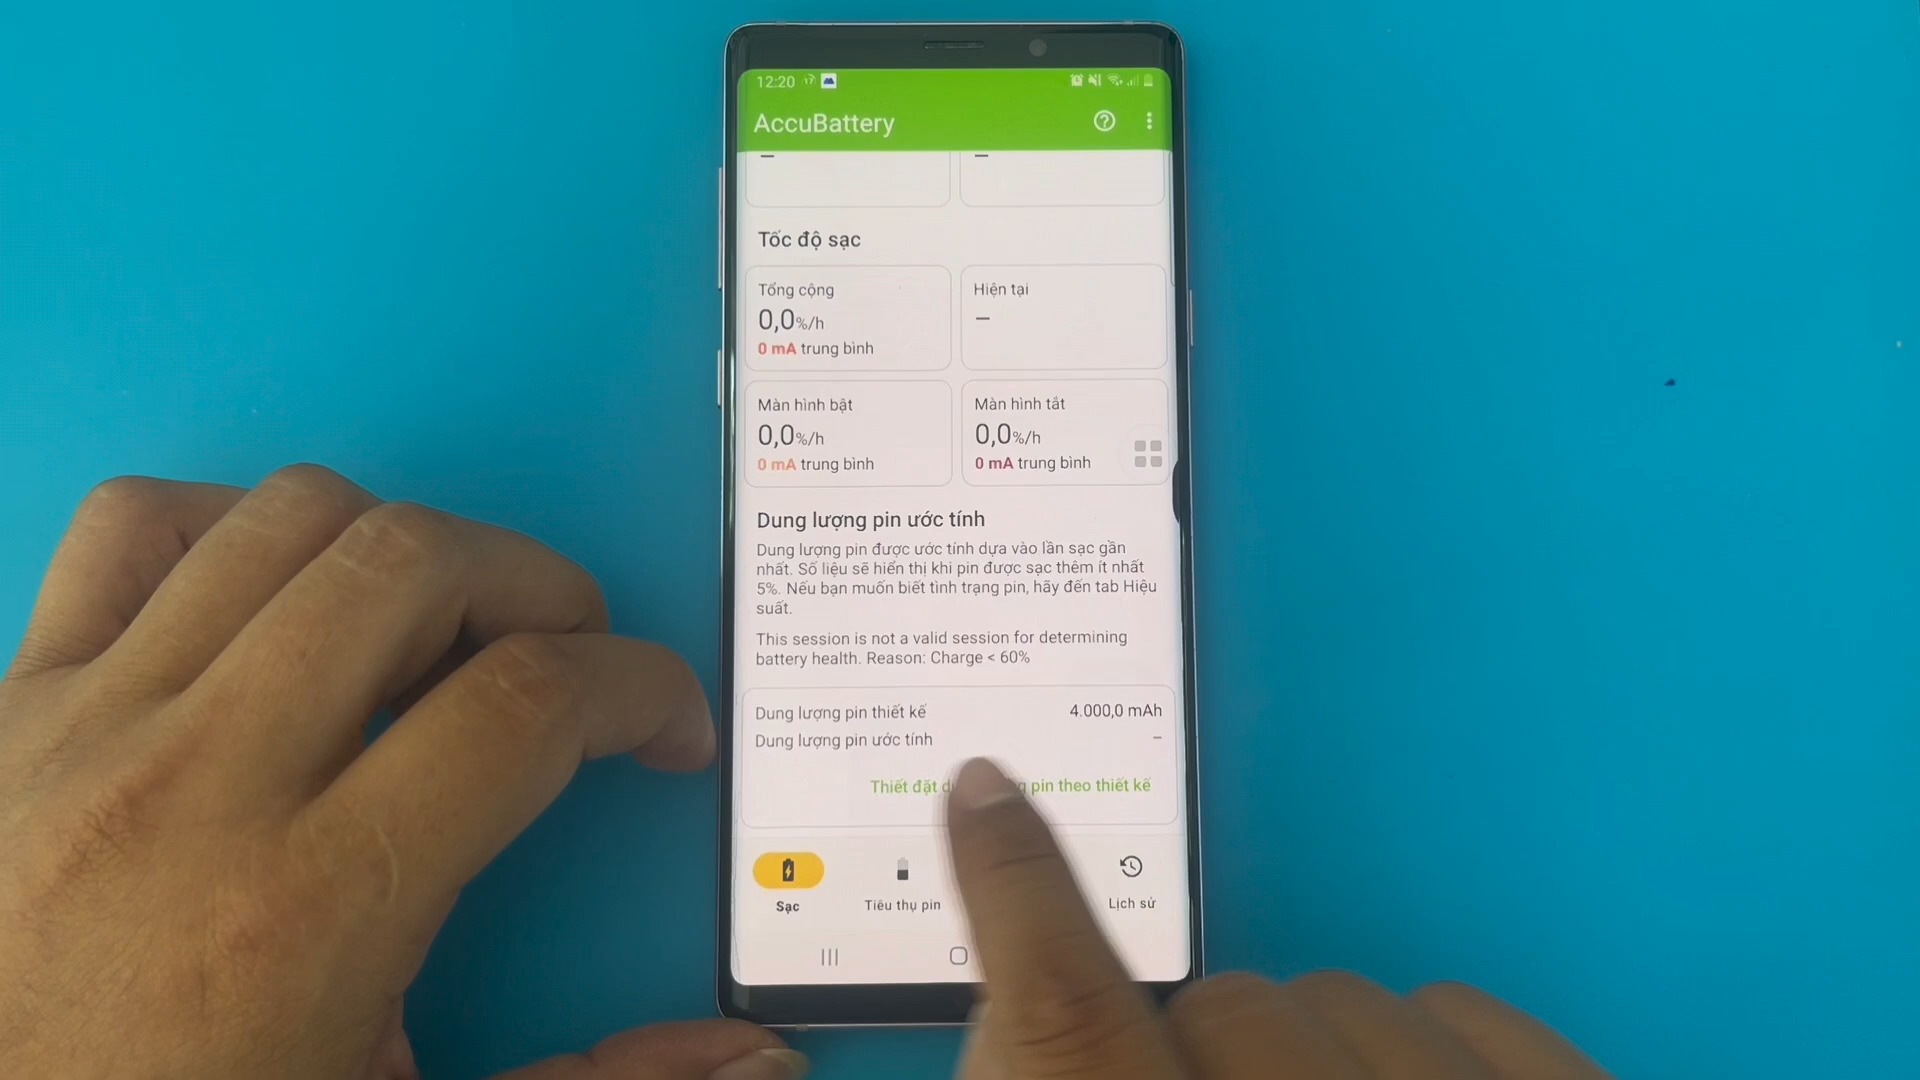 12:20
AccuBattery
Tốc độ sạc
Tổng cộng
0,0%/h
0 mA trung bình
Hiện tại
–
Màn hình bật
0,0%/h
0 mA trung bình
Màn hình tắt
0,0%/h
0 mA trung bình
Dung lượng pin ước tính
Dung lượng pin được ước tính dựa vào lần sạc gần
nhất. Số liệu sẽ hiển thị khi pin được sạc thêm ít nhất
5%. Nếu bạn muốn biết tình trạng pin, hãy đến tab Hiệu
suất.
This session is not a valid session for determining
battery health. Reason: Charge < 60%
Dung lượng pin thiết kế 4.000,0 mAh
Dung lượng pin ước tính –
Thiết đặt pin theo thiết kế
Sạc
Tiêu thụ pin
Lịch sử